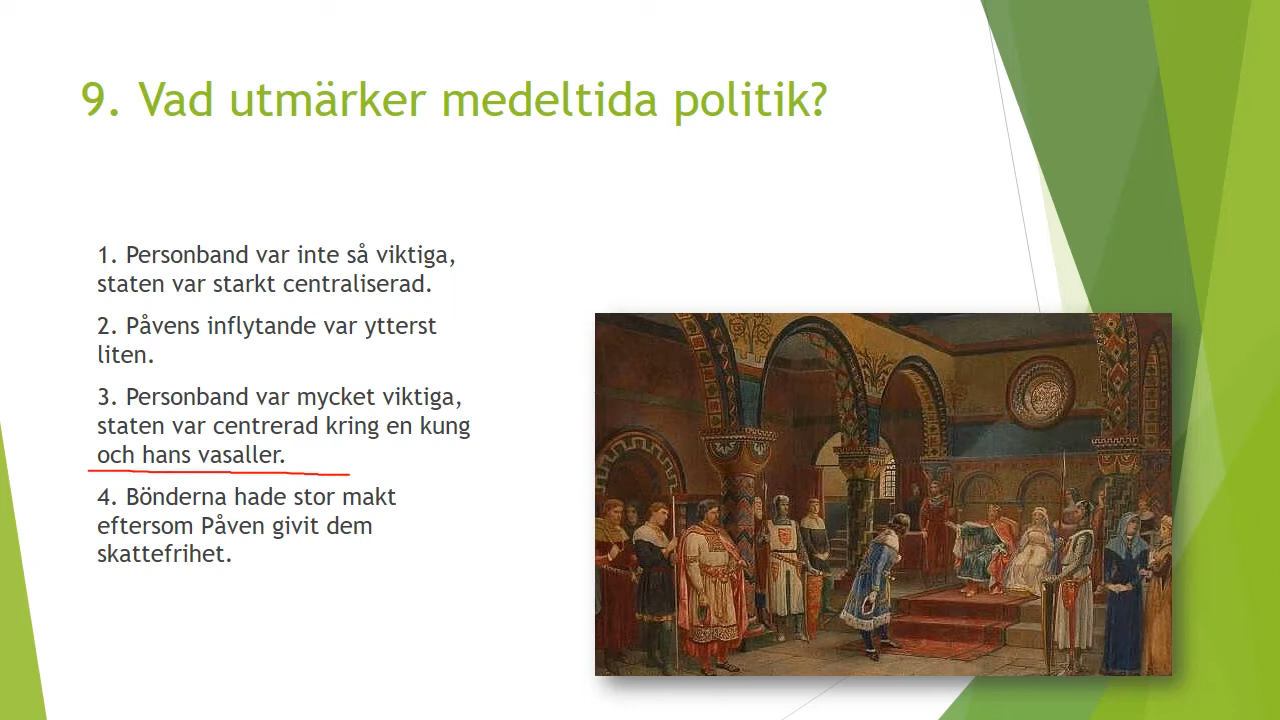 9. Vad utmärker medeltida politik?
1. Personband var inte så viktiga,
staten var starkt centraliserad.
2. Påvens inflytande var ytterst
liten.
3. Personband var mycket viktiga,
staten var centrerad kring en kung
och hans vasaller.
4. Bönderna hade stor makt
eftersom Påven givit dem
skattefrihet.